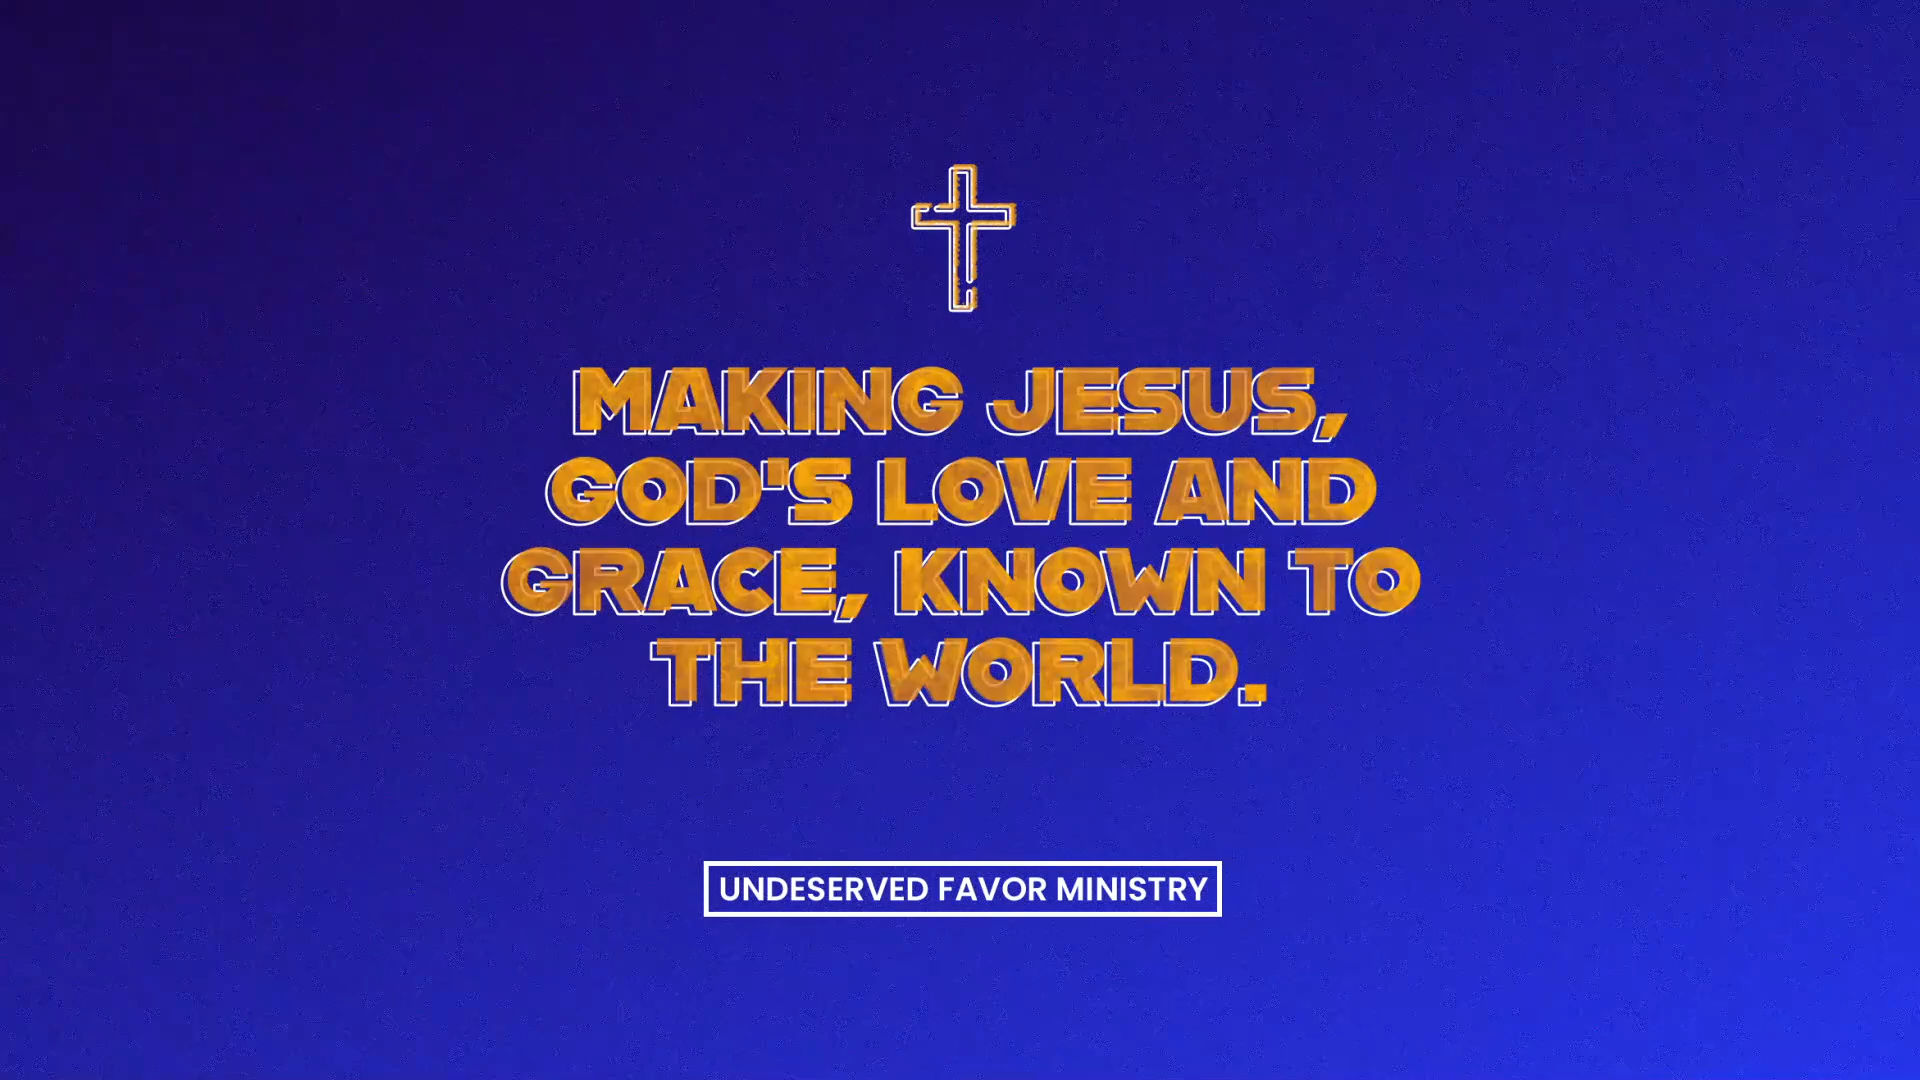 MAKING JESUS,
GOD'S LOVE AND
GRACE, KNOWN TO
THE WORLD.
UNDESERVED FAVOR MINISTRY